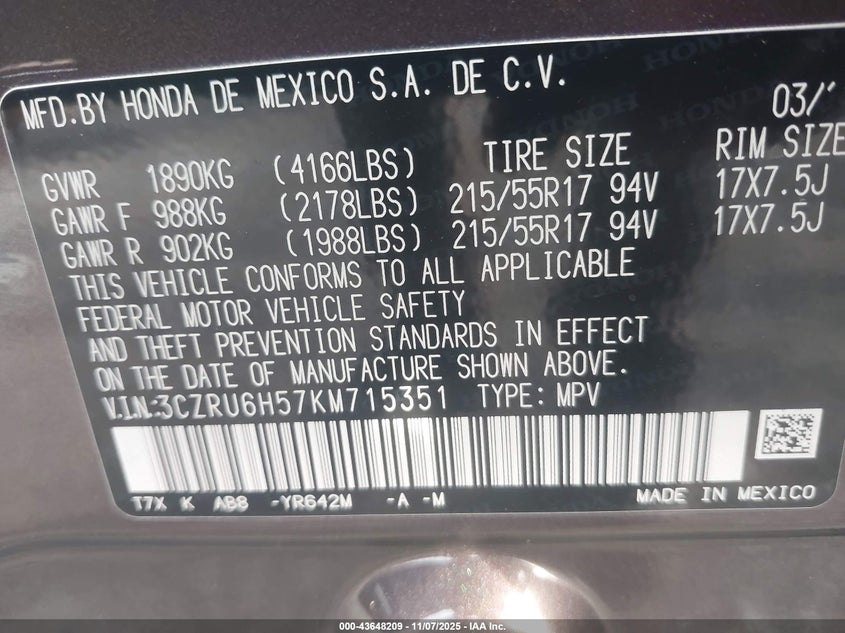 MFD.BY HONDA DE MEXICO S.A. DE C.V.
03/'
GVWR 1890KG (4166LBS) TIRE SIZE RIM SIZE
GAWR F 988KG (2178LBS) 215/55R17 94V 17X7.5J
GAWR R 902KG (1988LBS) 215/55R17 94V 17X7.5J
THIS VEHICLE CONFORMS TO ALL APPLICABLE
FEDERAL MOTOR VEHICLE SAFETY
AND THEFT PREVENTION STANDARDS IN EFFECT
ON THE DATE OF MANUFACTURE SHOWN ABOVE.
V.I.N:3CZRU6H57KM715351 TYPE: MPV
T7X K AB8 -YR642M -A -M MADE IN MEXICO
000-43648209 - 11/07/2025 - IAA Inc.